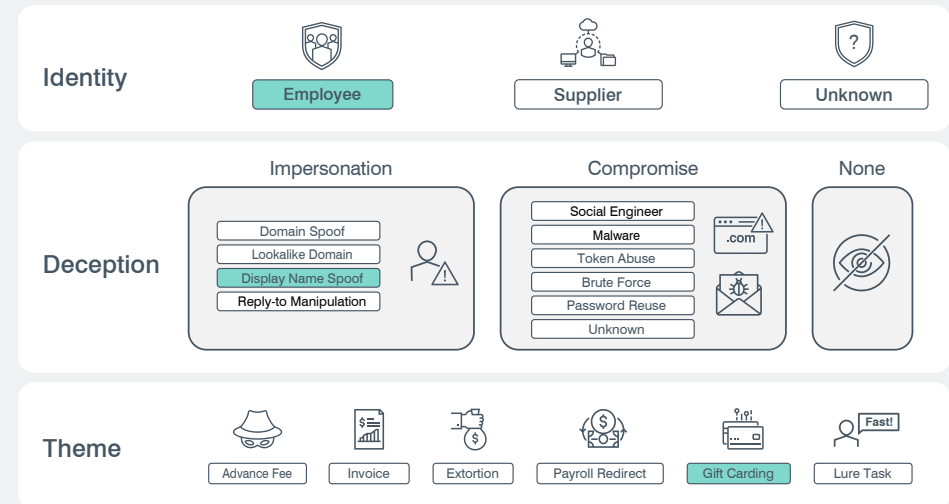 Identity
Employee
Supplier
?
Unknown
Deception
Impersonation
Domain Spoof
Lookalike Domain
Display Name Spoof
Reply-to Manipulation
Compromise
Social Engineer
Malware
Token Abuse
Brute Force
Password Reuse
Unknown
.com
None
Theme
Advance Fee
$
Invoice
$
Extortion
$
Payroll Redirect
Gift Carding
Fast!
Lure Task